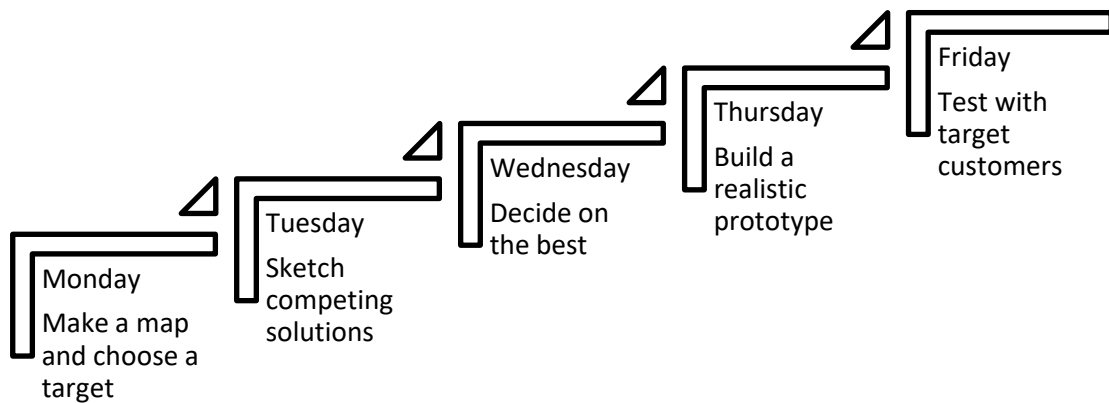 Monday
Make a map
and choose a
target
Tuesday
Sketch
competing
solutions
Wednesday
Decide on
the best
Thursday
Build a
realistic
prototype
Friday
Test with
target
customers